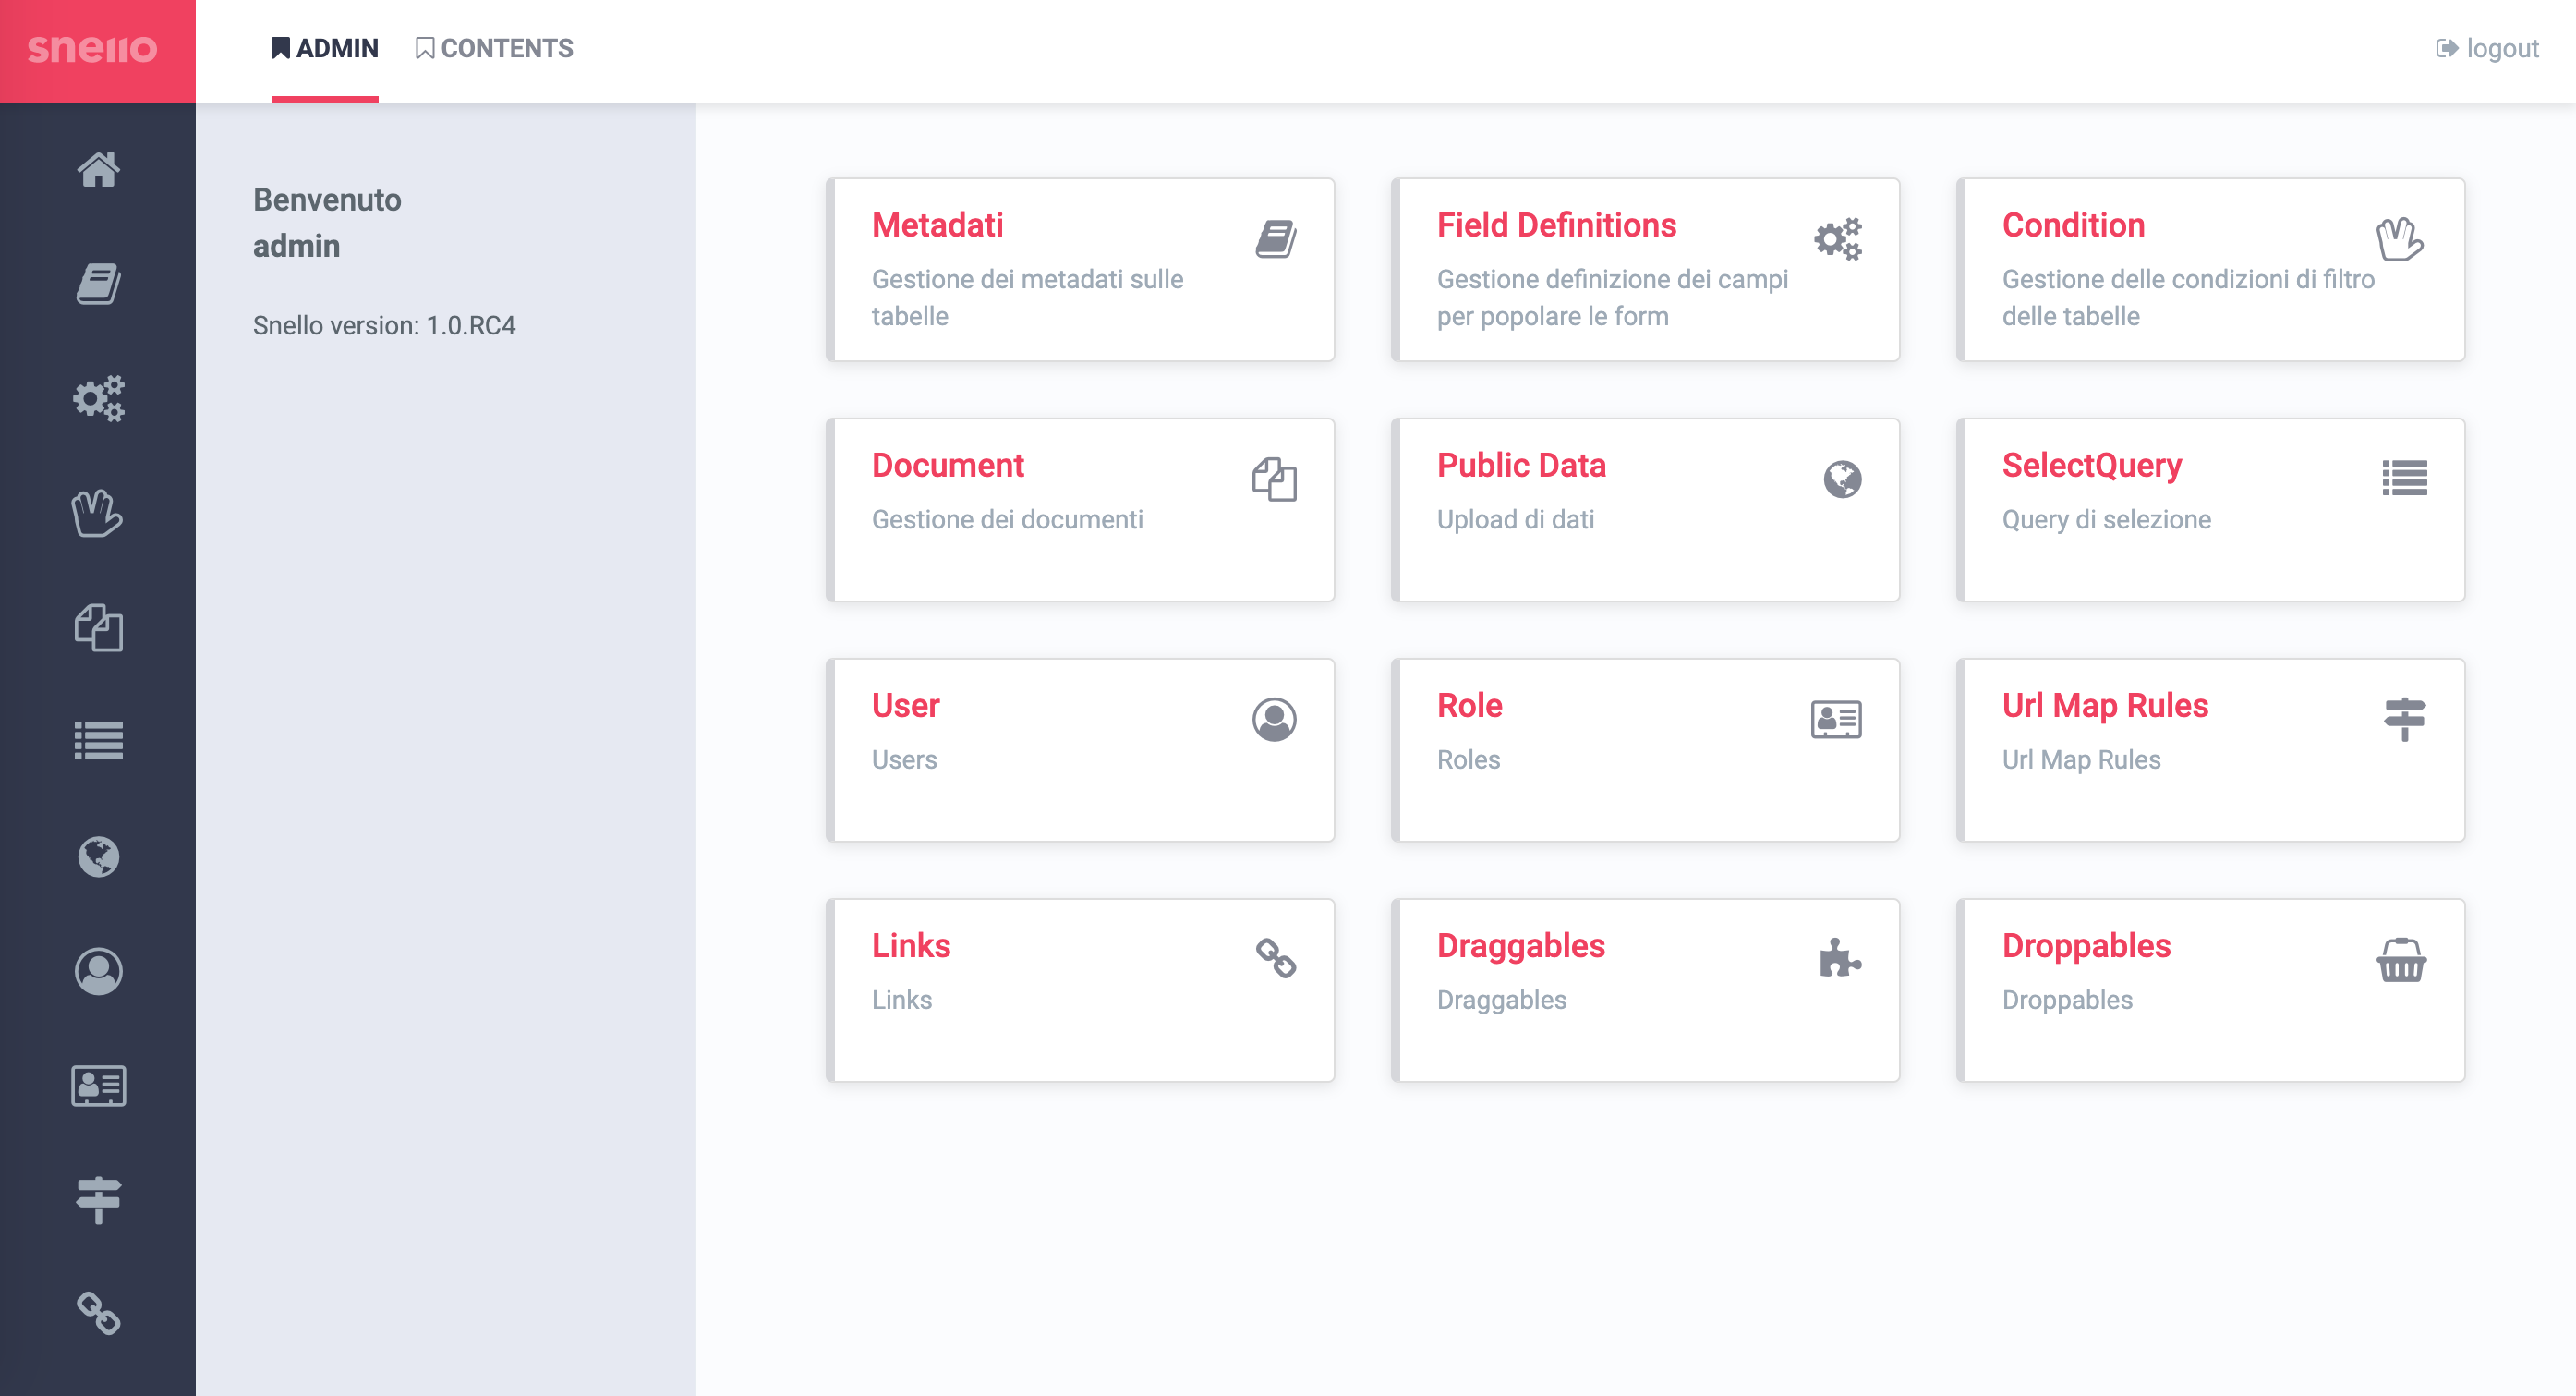 snello
ADMIN
CONTENTS
logout
Benvenuto
admin
Snello version: 1.0.RC4
Metadati
Gestione dei metadati sulle
tabelle
Field Definitions
Gestione definizione dei campi
per popolare le form
Condition
Gestione delle condizioni di filtro
delle tabelle
Document
Gestione dei documenti
Public Data
Upload di dati
SelectQuery
Query di selezione
User
Users
Role
Roles
Url Map Rules
Url Map Rules
Links
Links
Draggables
Draggables
Droppables
Droppables